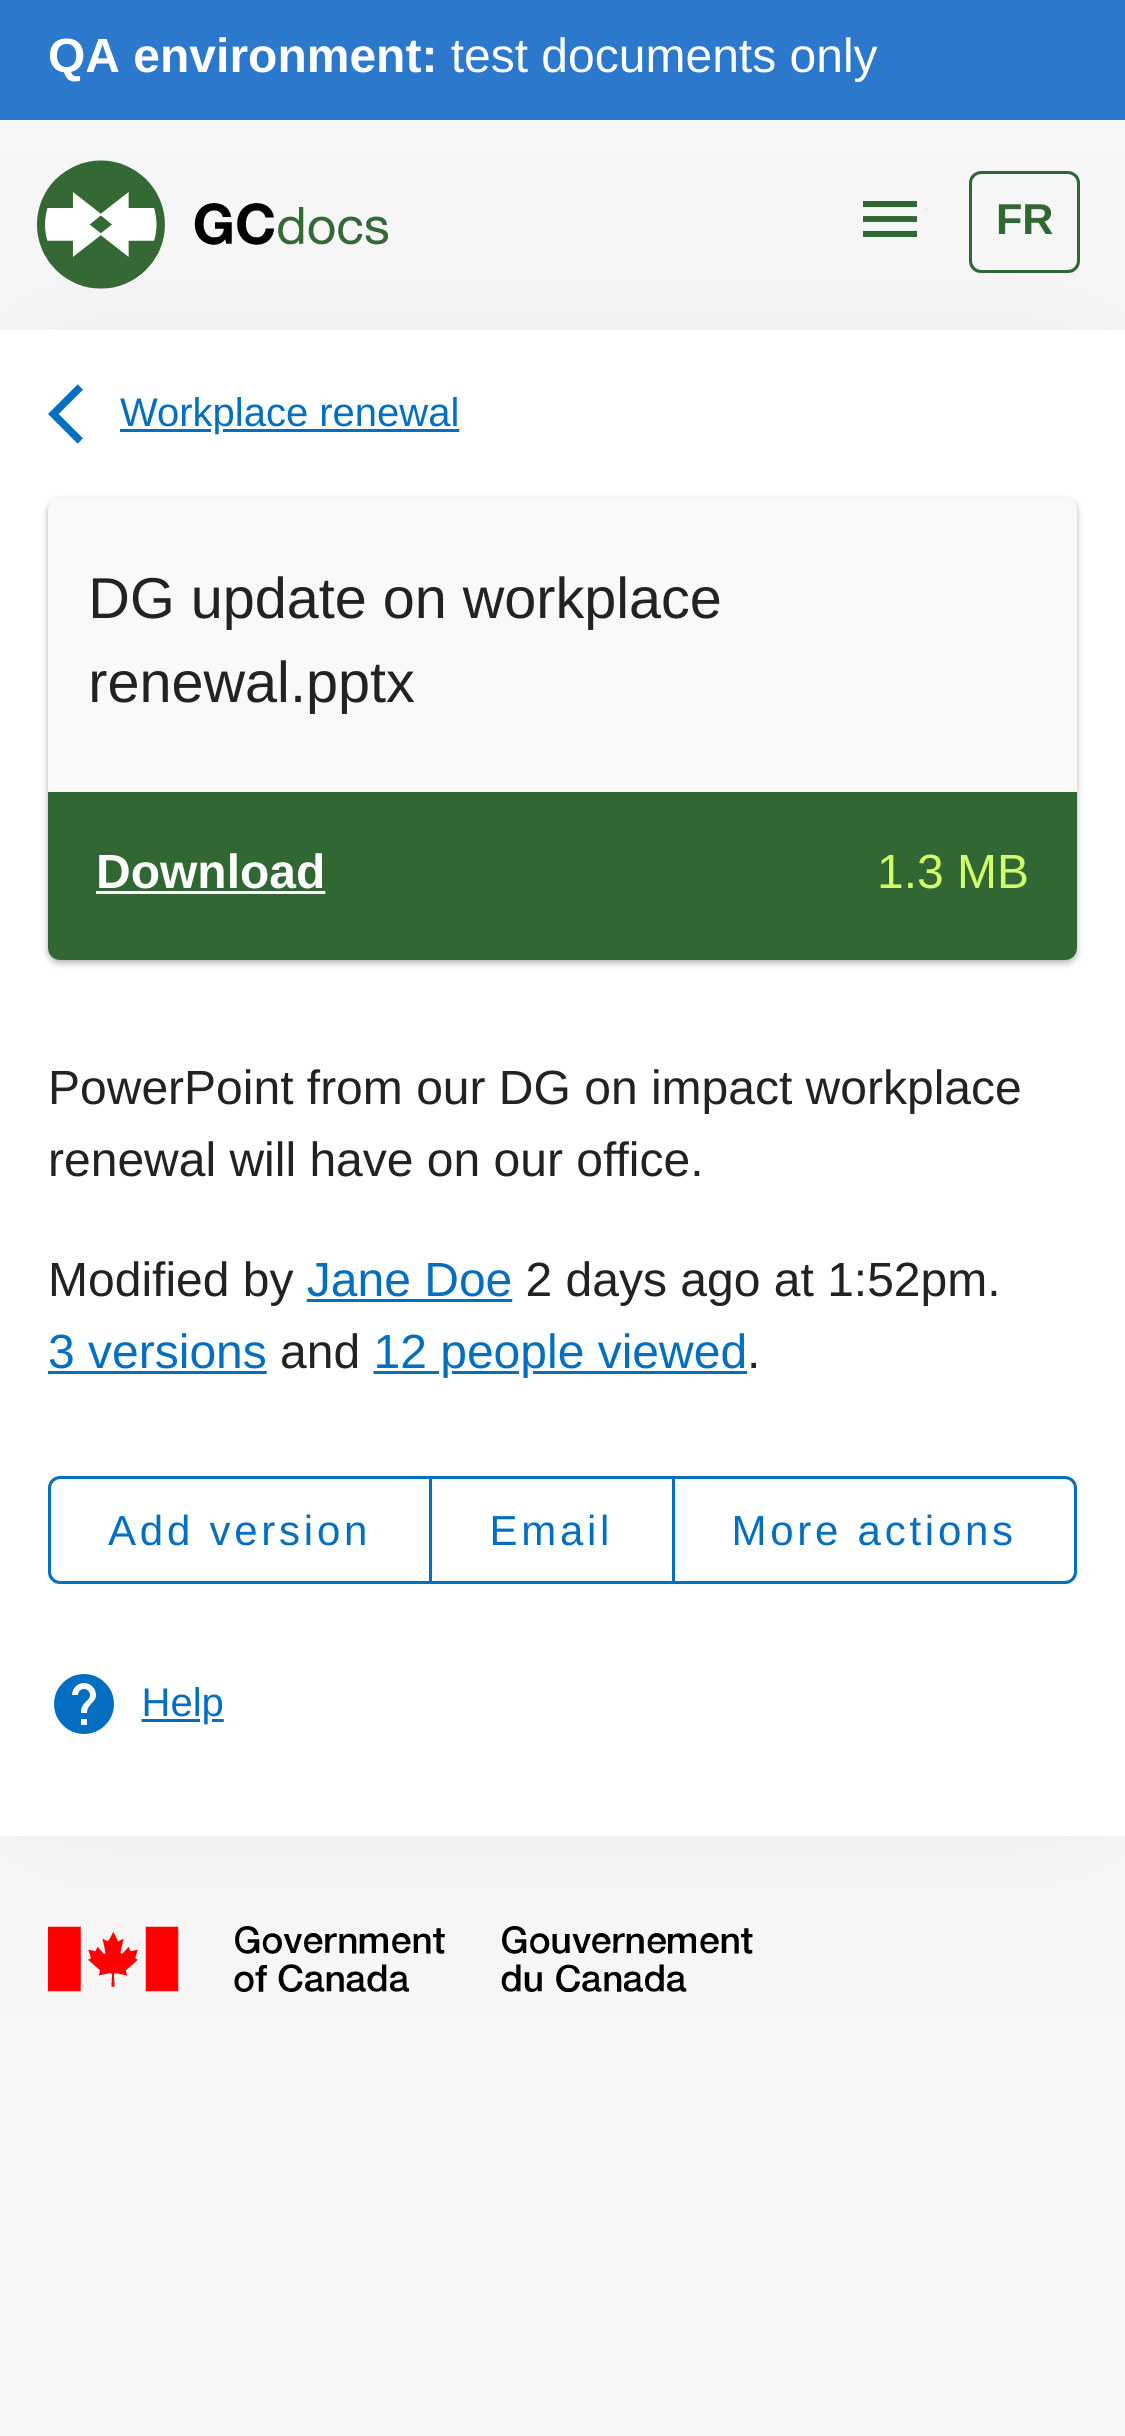 QA environment: test documents only
GCdocs
FR
Workplace renewal
DG update on workplace
renewal.pptx
Download 1.3 MB
PowerPoint from our DG on impact workplace
renewal will have on our office.
Modified by Jane Doe 2 days ago at 1:52pm.
3 versions and 12 people viewed.
Add version Email More actions
? Help
Government Gouvernement
of Canada du Canada